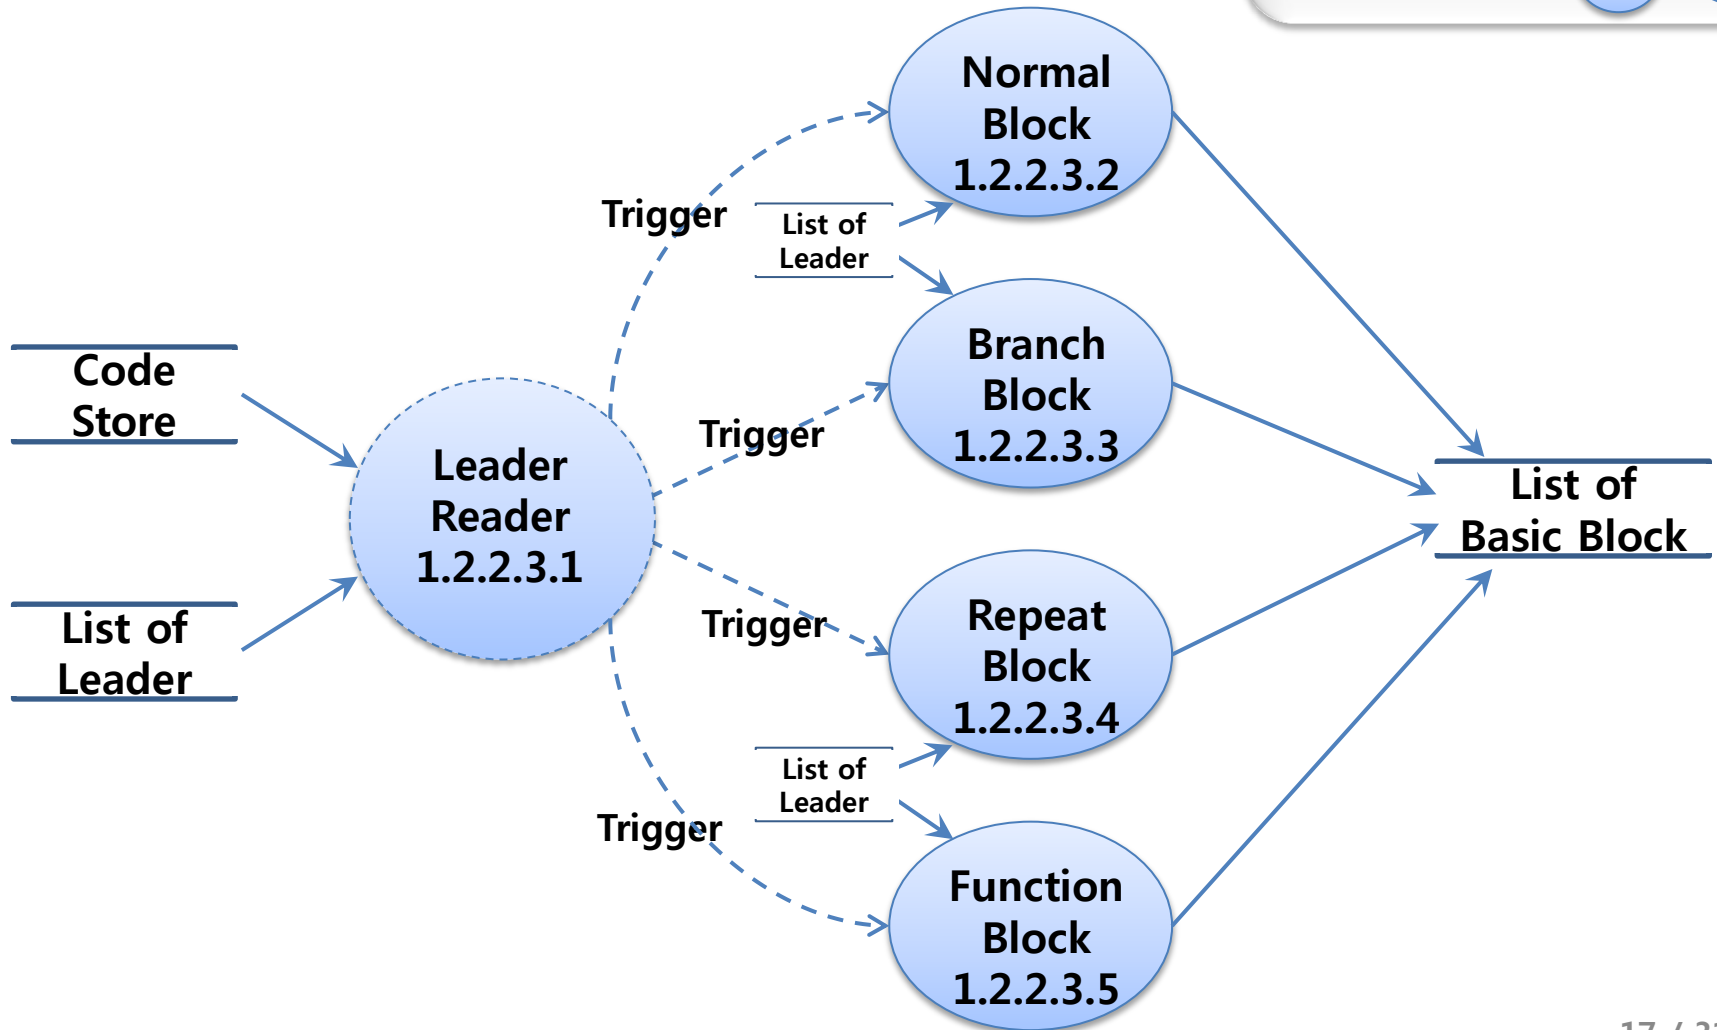 Normal
Block
1.2.2.3.2
Trigger
List of
Leader
Branch
Block
1.2.2.3.3
Code
Store
Trigger
Leader
Reader
1.2.2.3.1
List of
Basic Block
List of
Leader
Trigger
Repeat
Block
1.2.2.3.4
List of
Leader
Trigger
Function
Block
1.2.2.3.5
17 /